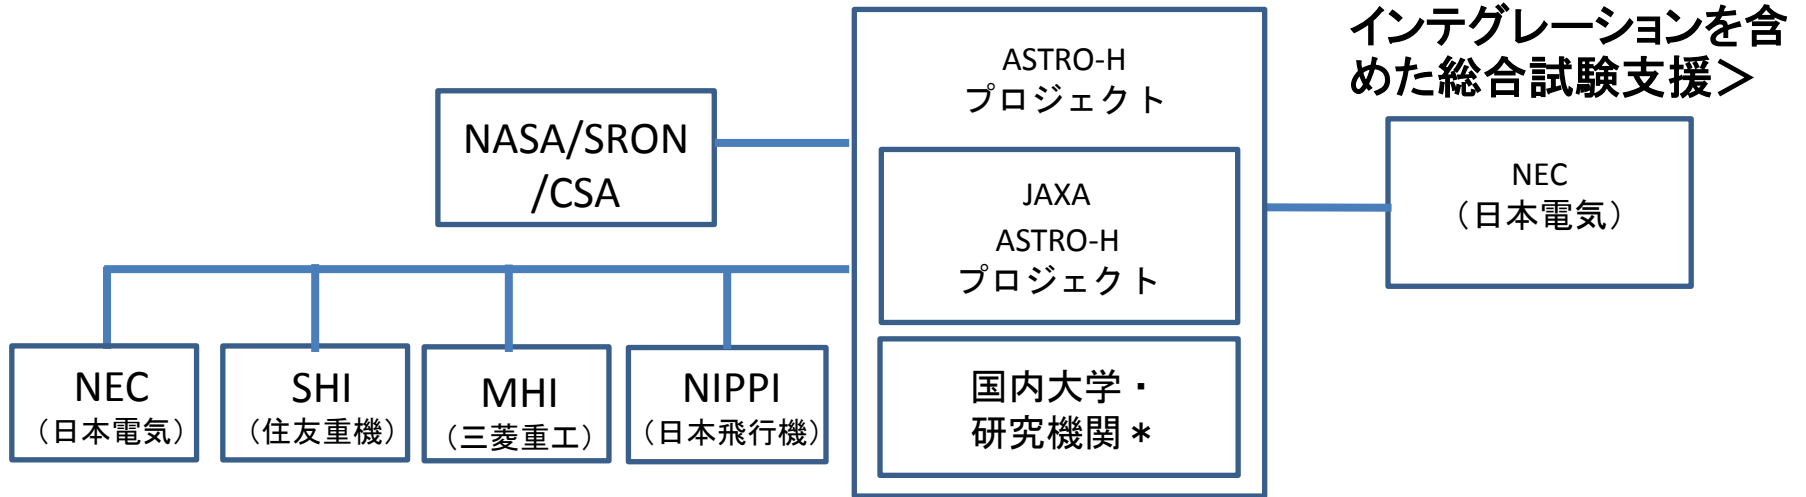 インテグレーションを含
めた総合試験支援＞
ASTRO-H
プロジェクト
NASA/SRON
/CSA
JAXA
ASTRO-H
プロジェクト
NEC
（日本電気）
NEC
（日本電気）
SHI
（住友重機）
MHI
（三菱重工）
NIPPI
（日本飛行機）
国内大学・
研究機関＊